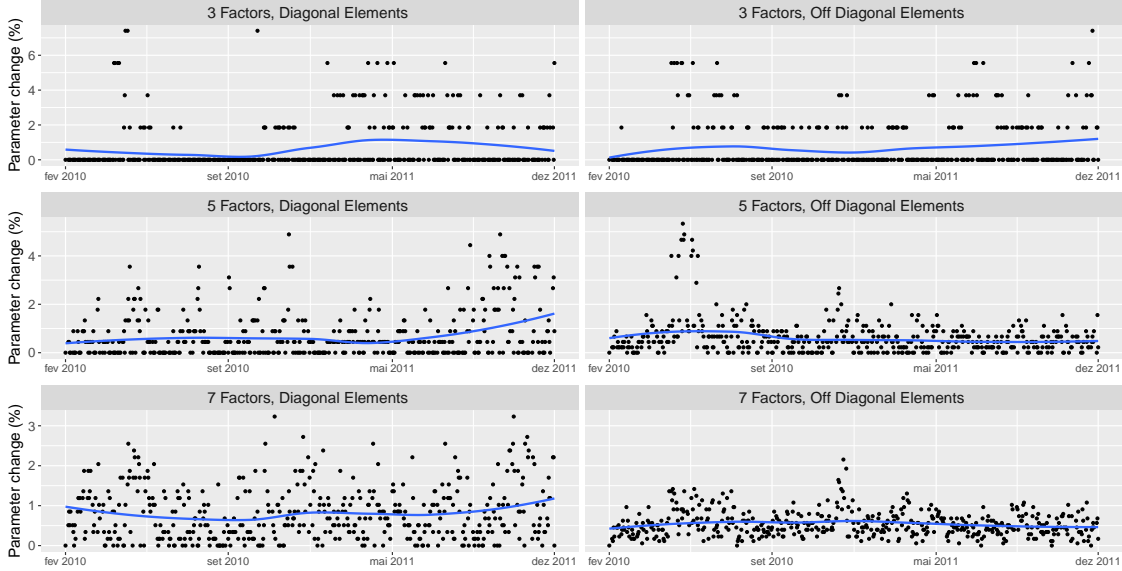 3 Factors, Diagonal Elements
3 Factors, Off Diagonal Elements
Parameter change (%)
6
4
2
0
fev 2010 set 2010 mai 2011 dez 2011
fev 2010 set 2010 mai 2011 dez 2011
5 Factors, Diagonal Elements
5 Factors, Off Diagonal Elements
Parameter change (%)
4
2
0
fev 2010 set 2010 mai 2011 dez 2011
fev 2010 set 2010 mai 2011 dez 2011
7 Factors, Diagonal Elements
7 Factors, Off Diagonal Elements
Parameter change (%)
3
2
1
0
fev 2010 set 2010 mai 2011 dez 2011
fev 2010 set 2010 mai 2011 dez 2011